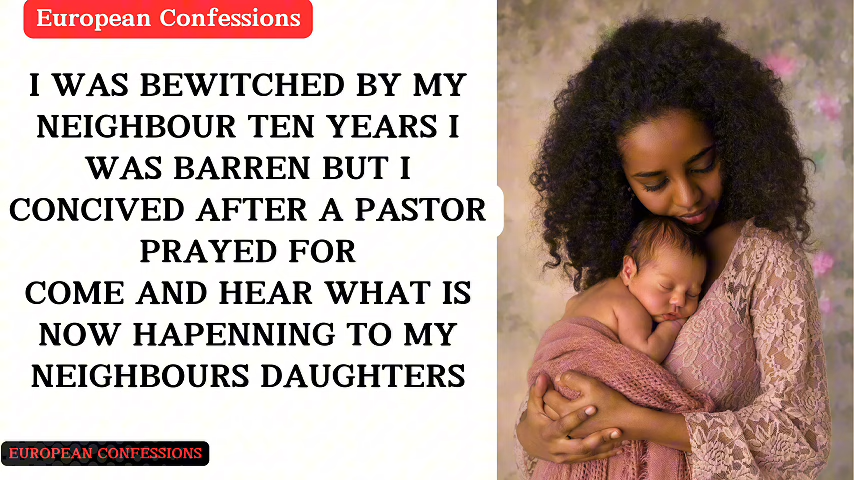 European Confessions
I WAS BEWITCHED BY MY
NEIGHBOUR TEN YEARS I
WAS BARREN BUT I
CONCIVED AFTER A PASTOR
PRAYED FOR
COME AND HEAR WHAT IS
NOW HAPENNING TO MY
NEIGHBOURS DAUGHTERS
EUROPEAN CONFESSIONS